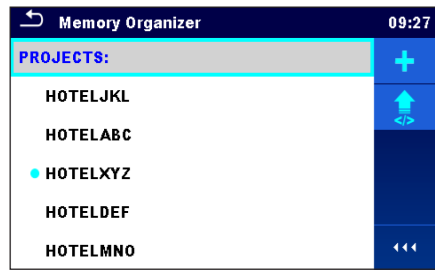 Memory Organizer 09:27
PROJECTS:
HOTELJKL
HOTELABC
HOTELXYZ
HOTELDEF
HOTELMNO
</>